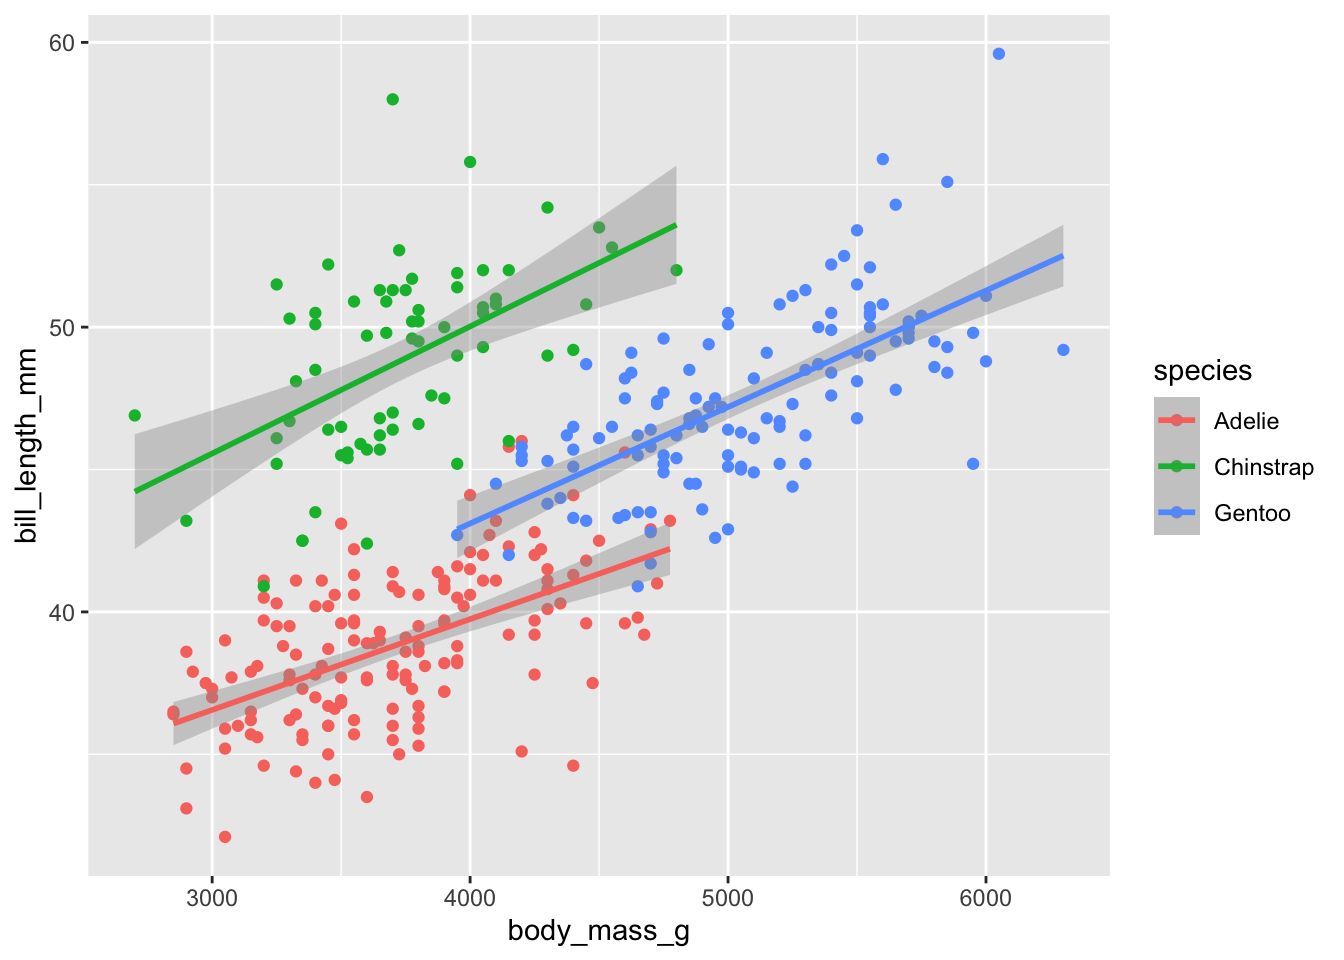 60
50
40
bill_length_mm
3000
4000
5000
6000
body_mass_g
species
Adelie
Chinstrap
Gentoo